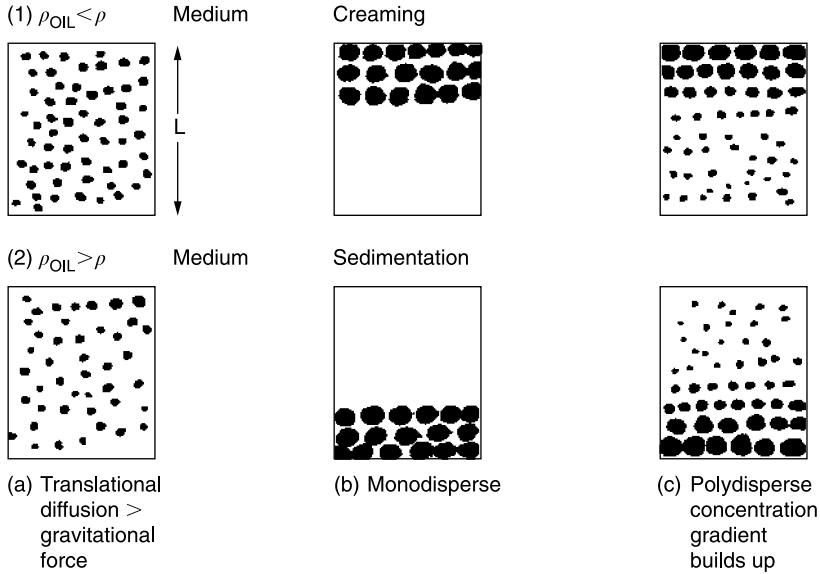 (1) ρOIL<ρ Medium Creaming
L
(2) ρOIL>ρ Medium Sedimentation
(a) Translational
diffusion >
gravitational
force
(b) Monodisperse
(c) Polydisperse
concentration
gradient
builds up